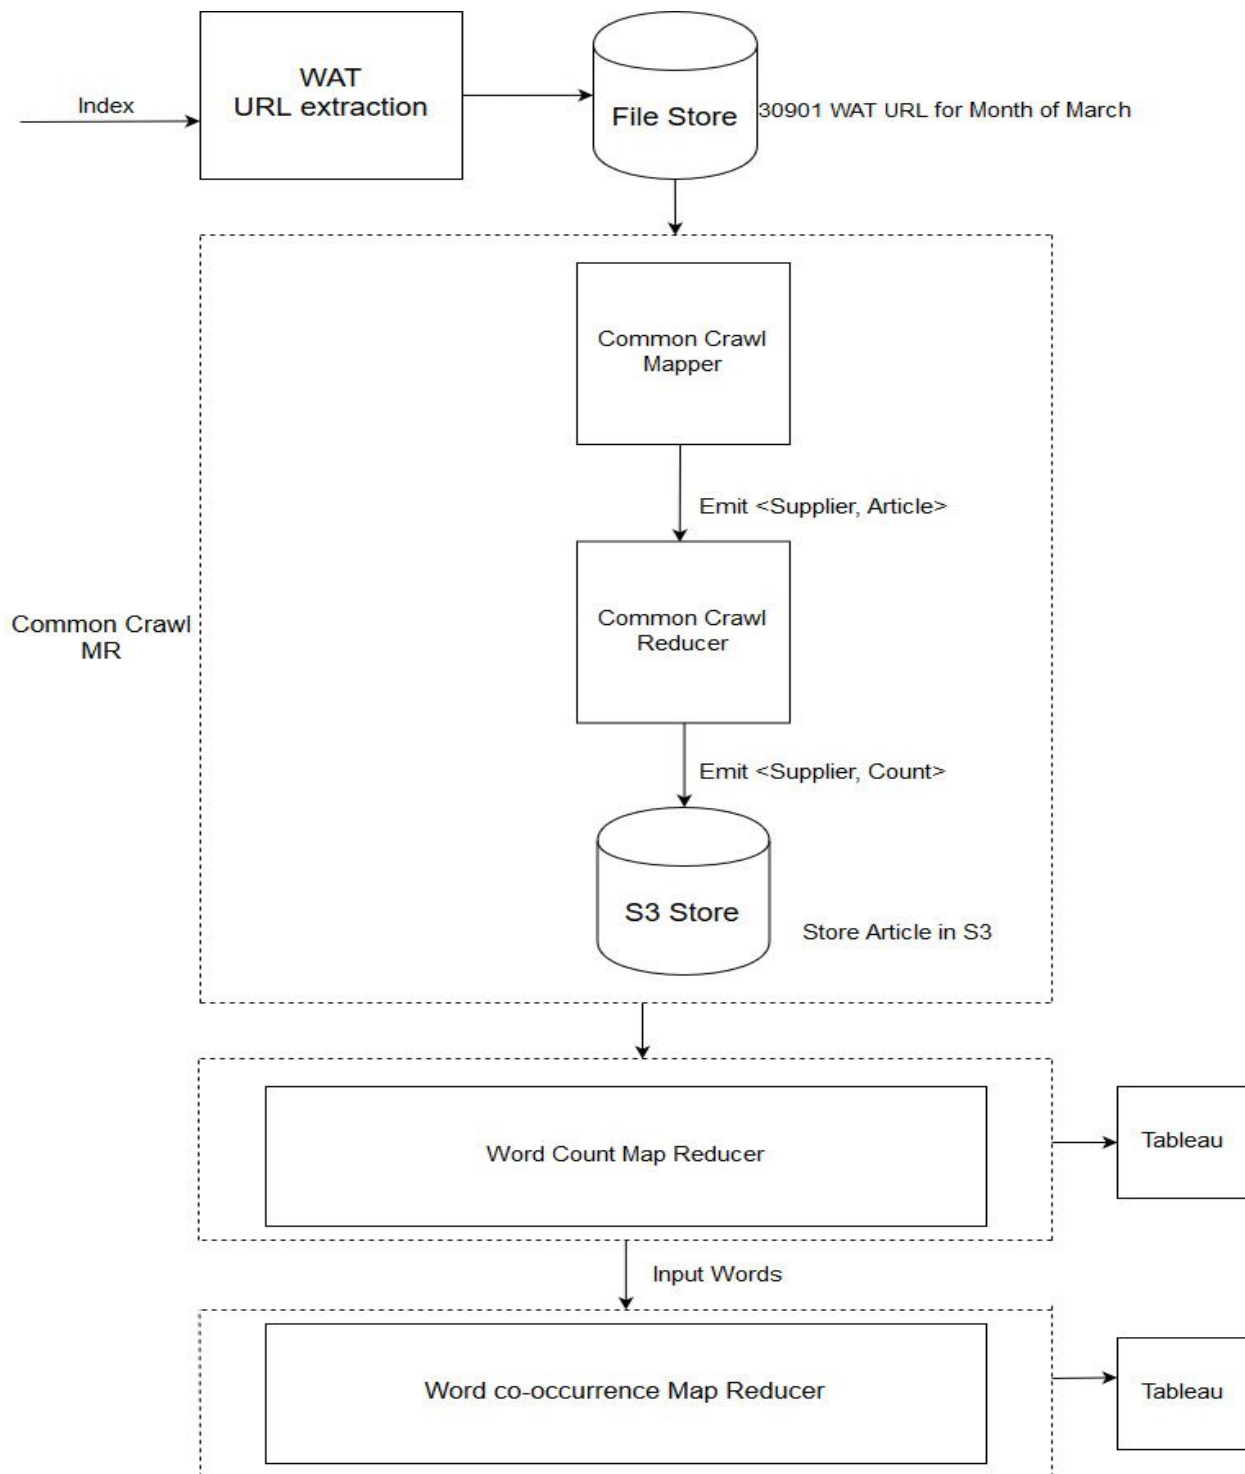 WAT
URL extraction
Index
File Store
30901 WAT URL for Month of March
Common Crawl
Mapper
Emit <Supplier, Article>
Common Crawl
MR
Common Crawl
Reducer
Emit <Supplier, Count>
S3 Store
Store Article in S3
Word Count Map Reducer
Tableau
Input Words
Word co-occurrence Map Reducer
Tableau